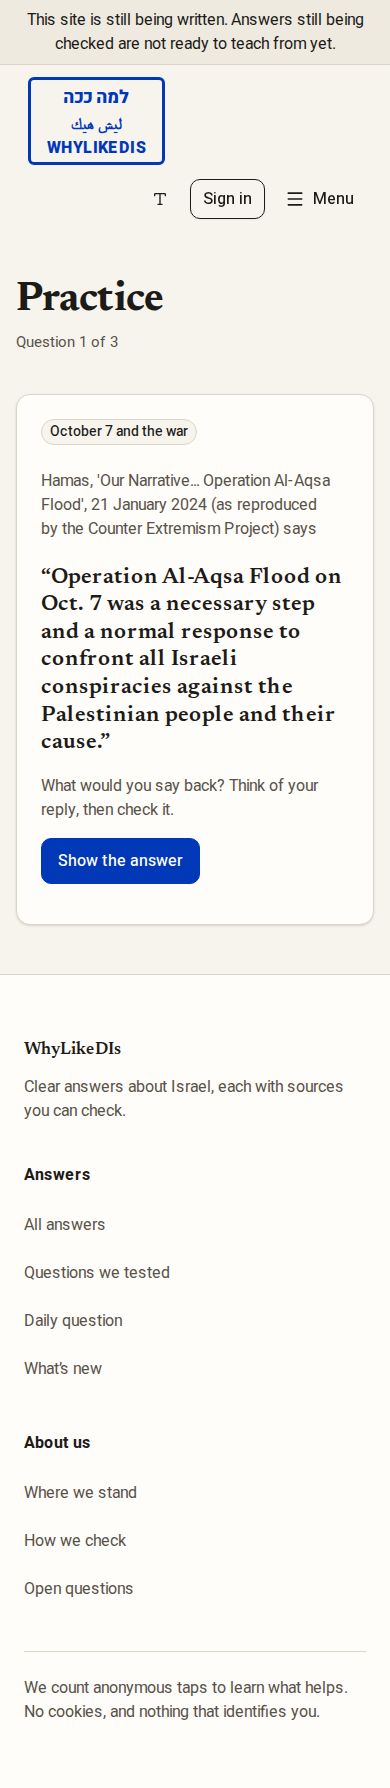 This site is still being written. Answers still being
checked are not ready to teach from yet.
למה ככה
ليش هيك
WHYLIKEDIS
T
Sign in
Menu
Practice
Question 1 of 3
October 7 and the war
Hamas, 'Our Narrative... Operation Al-Aqsa
Flood', 21 January 2024 (as reproduced
by the Counter Extremism Project) says
“Operation Al-Aqsa Flood on
Oct. 7 was a necessary step
and a normal response to
confront all Israeli
conspiracies against the
Palestinian people and their
cause.”
What would you say back? Think of your
reply, then check it.
Show the answer
WhyLikeDIs
Clear answers about Israel, each with sources
you can check.
Answers
All answers
Questions we tested
Daily question
What’s new
About us
Where we stand
How we check
Open questions
We count anonymous taps to learn what helps.
No cookies, and nothing that identifies you.